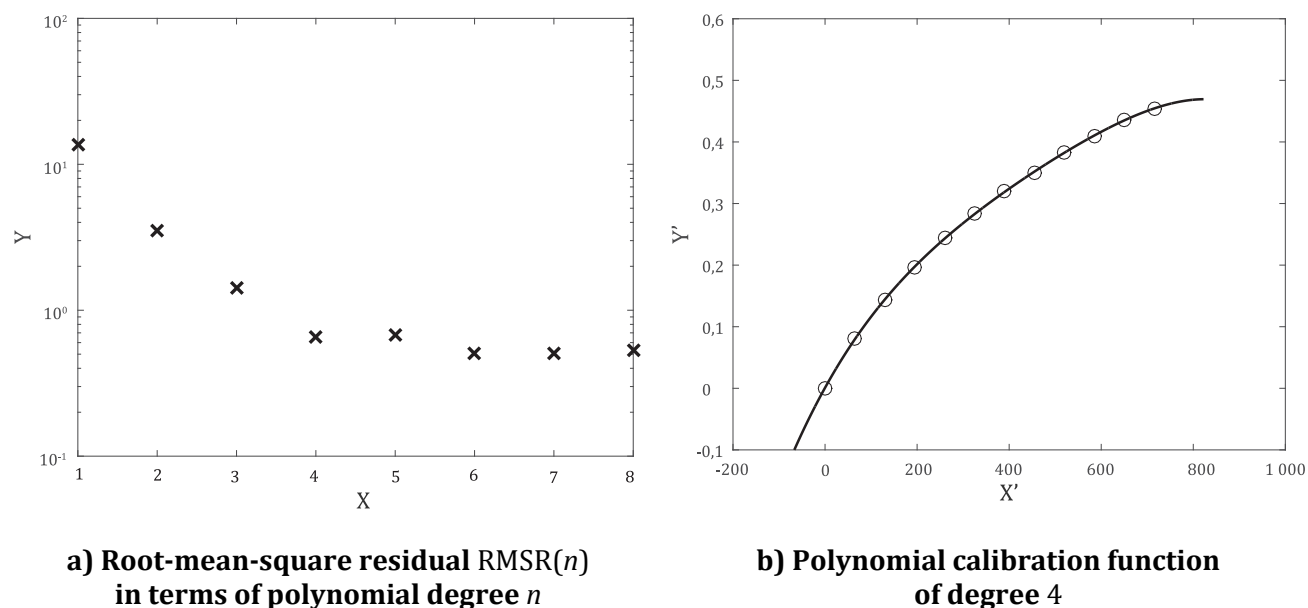 10²
10¹
10⁰
10⁻¹
Y
1 2 3 4 5 6 7 8
X
a) Root-mean-square residual RMSR(n)
in terms of polynomial degree n
0,6
0,5
0,4
0,3
0,2
0,1
0
-0,1
Y’
-200 0 200 400 600 800 1 000
X’
b) Polynomial calibration function
of degree 4